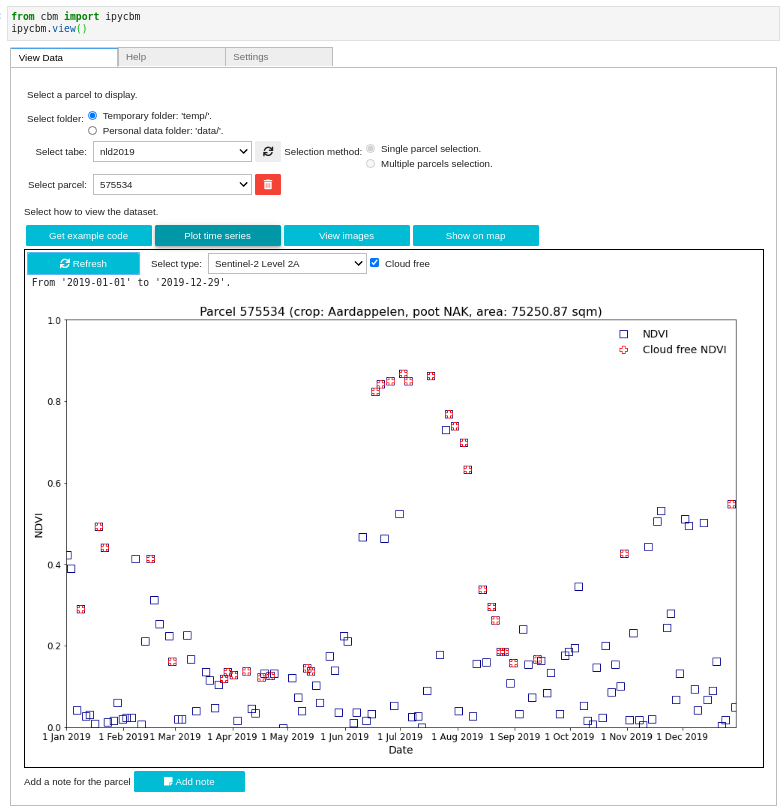 from cbm import ipycbm
ipycbm.view()
View Data
Help
Settings
Select a parcel to display.
Select folder:
Temporary folder: 'temp/'.
Personal data folder: 'data/'.
Select tabe:
nld2019
Selection method:
Single parcel selection.
Multiple parcels selection.
Select parcel:
575534
Select how to view the dataset.
Get example code
Plot time series
View images
Show on map
Refresh
Select type:
Sentinel-2 Level 2A
Cloud free
From '2019-01-01' to '2019-12-29'.
Parcel 575534 (crop: Aardappelen, poot NAK, area: 75250.87 sqm)
NDVI
Cloud free NDVI
1.0
0.8
0.6
0.4
0.2
0.0
NDVI
1 Jan 2019
1 Feb 2019
1 Mar 2019
1 Apr 2019
1 May 2019
1 Jun 2019
1 Jul 2019
1 Aug 2019
1 Sep 2019
1 Oct 2019
1 Nov 2019
1 Dec 2019
Date
Add a note for the parcel
Add note